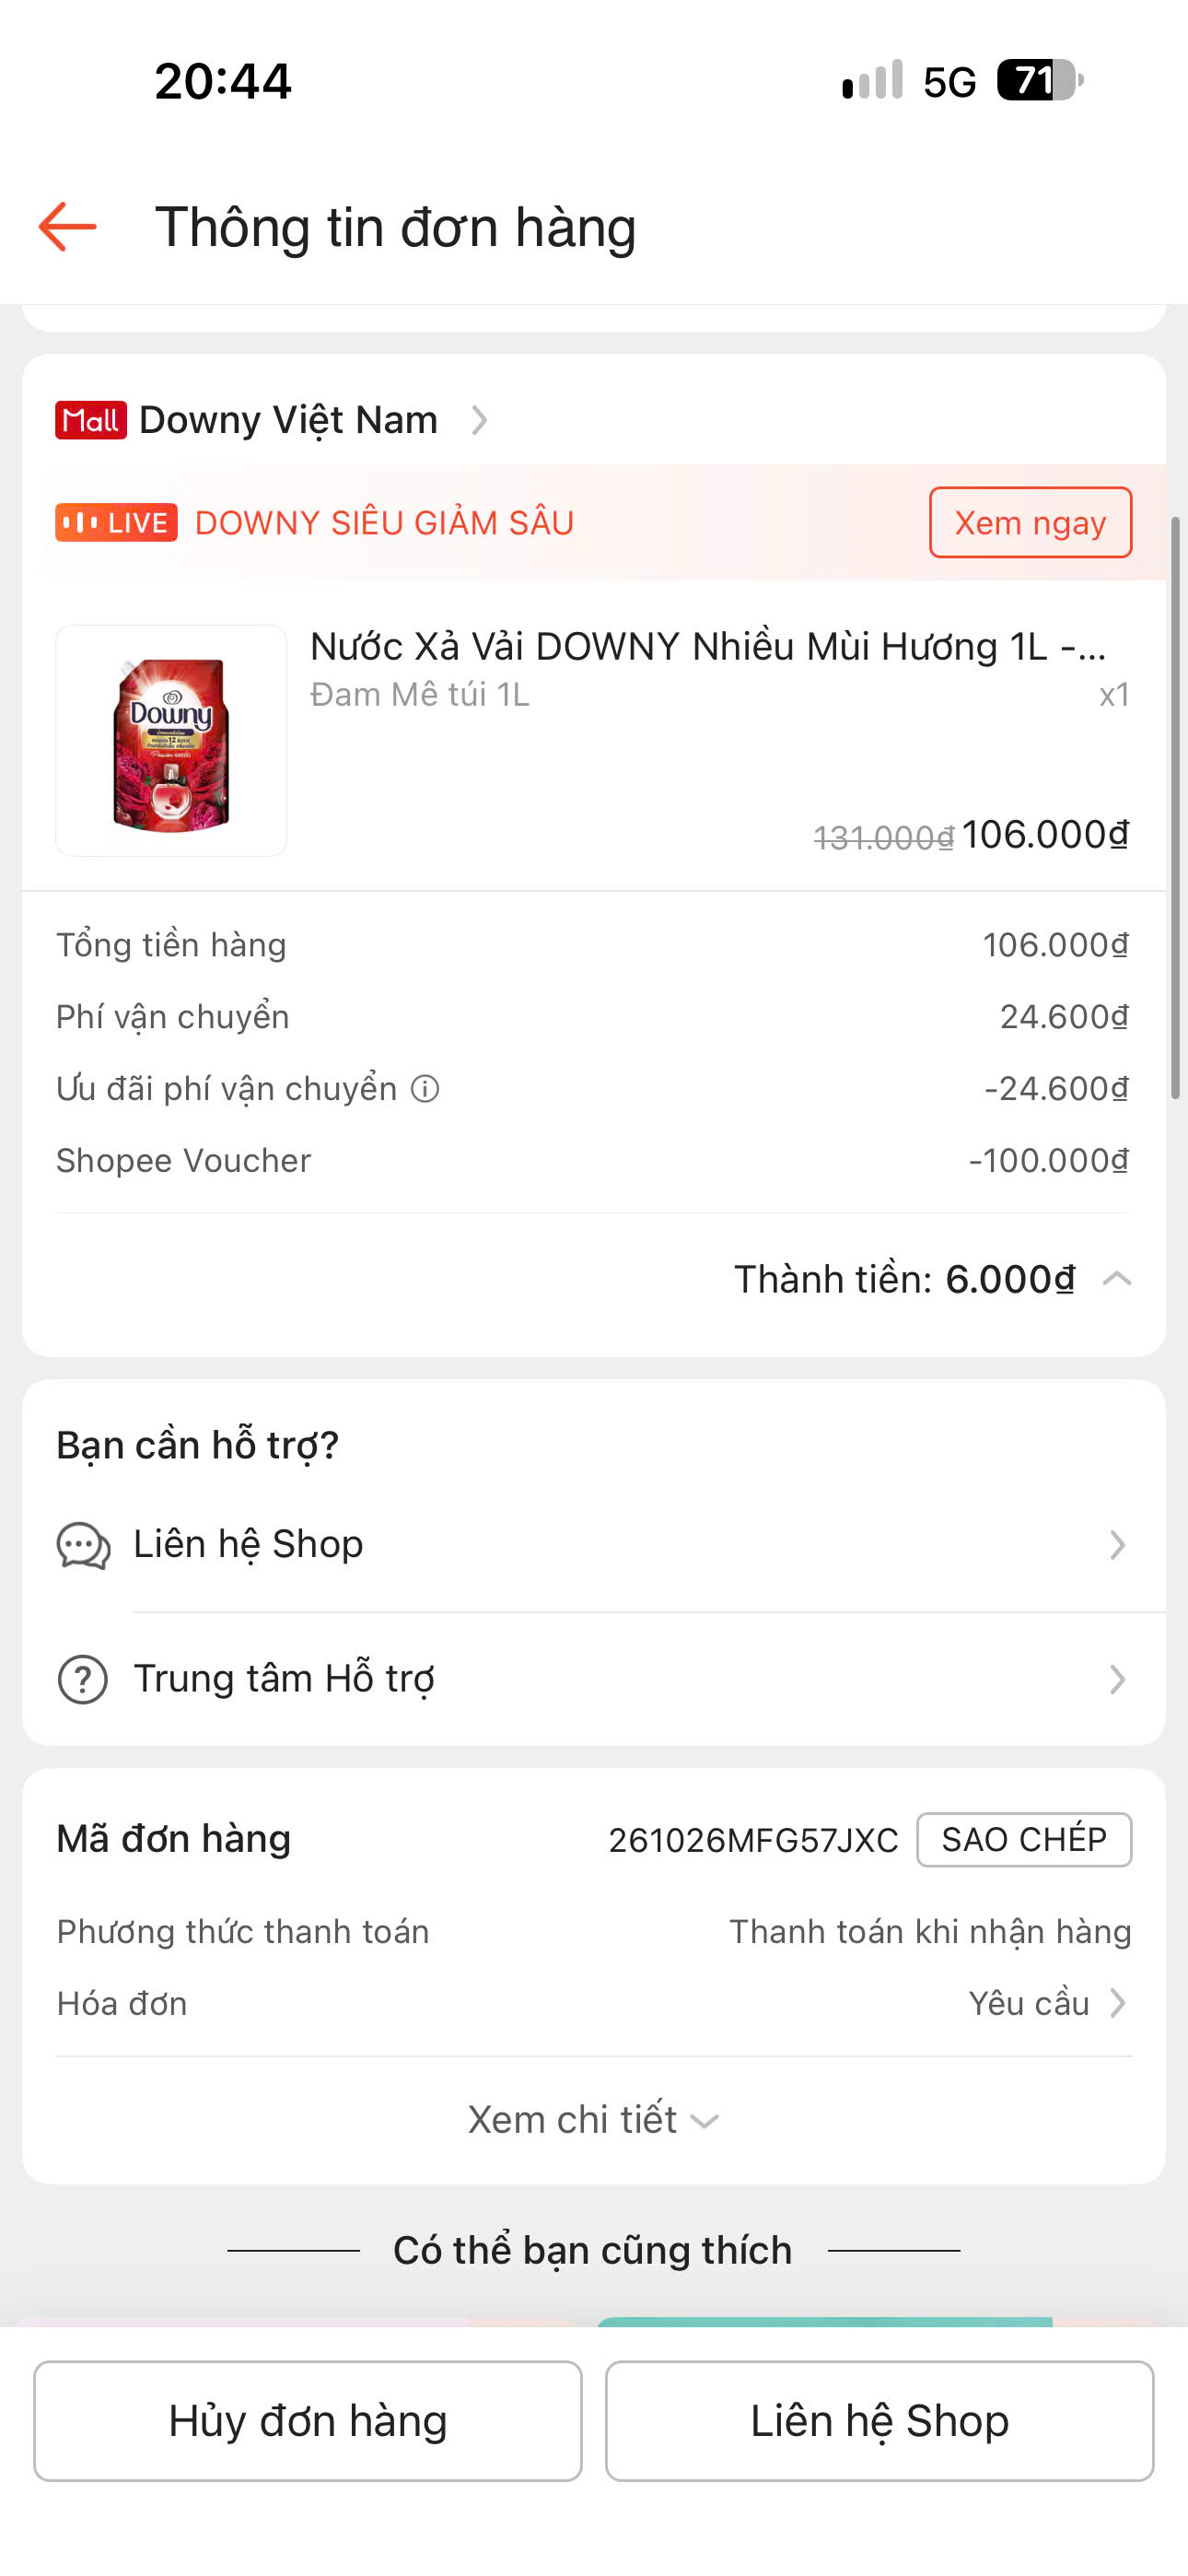 20:44
5G 71
Thông tin đơn hàng
Mall Downy Việt Nam
LIVE DOWNY SIÊU GIẢM SÂU Xem ngay
Nước Xả Vải DOWNY Nhiều Mùi Hương 1L -...
Đam Mê túi 1L x1
Downy
131.000₫ 106.000₫
Tổng tiền hàng 106.000₫
Phí vận chuyển 24.600₫
Ưu đãi phí vận chuyển -24.600₫
Shopee Voucher -100.000₫
Thành tiền: 6.000₫
Bạn cần hỗ trợ?
Liên hệ Shop
Trung tâm Hỗ trợ
Mã đơn hàng 261026MFG57JXC SAO CHÉP
Phương thức thanh toán Thanh toán khi nhận hàng
Hóa đơn Yêu cầu
Xem chi tiết
Có thể bạn cũng thích
Hủy đơn hàng Liên hệ Shop